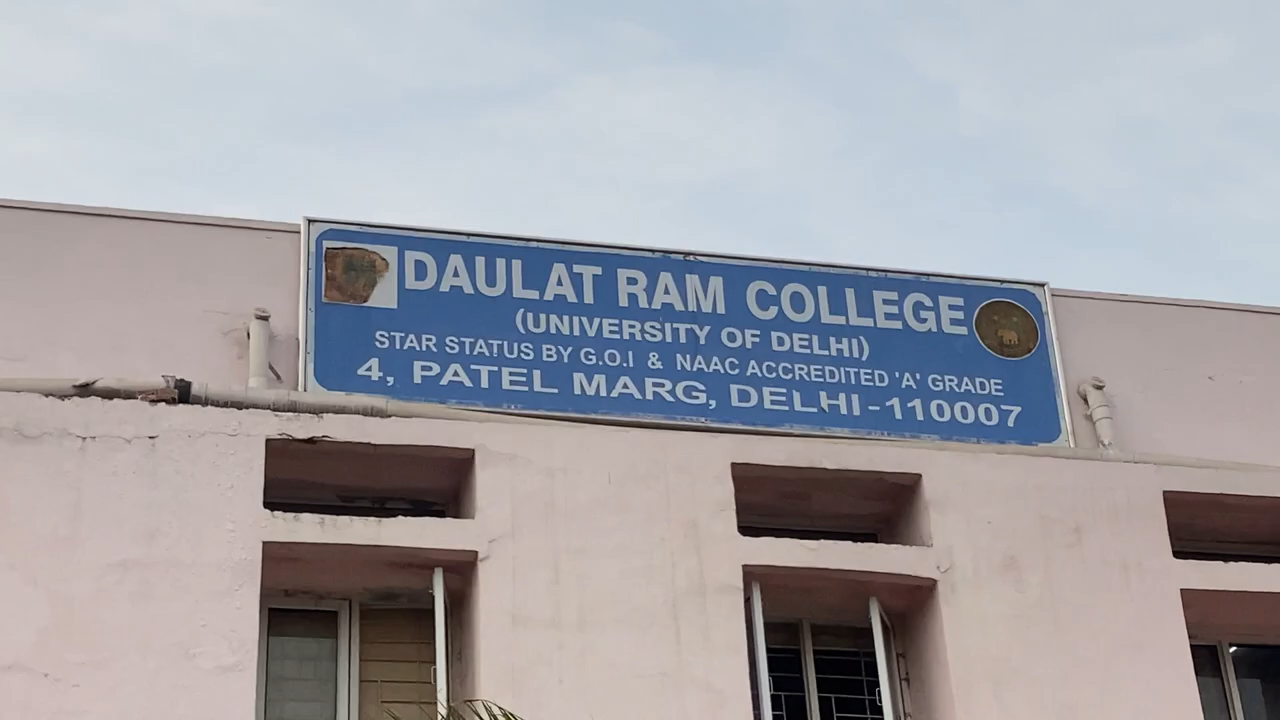 DAULAT RAM COLLEGE
(UNIVERSITY OF DELHI)
STAR STATUS BY G.O.I & NAAC ACCREDITED 'A' GRADE
4, PATEL MARG, DELHI-110007